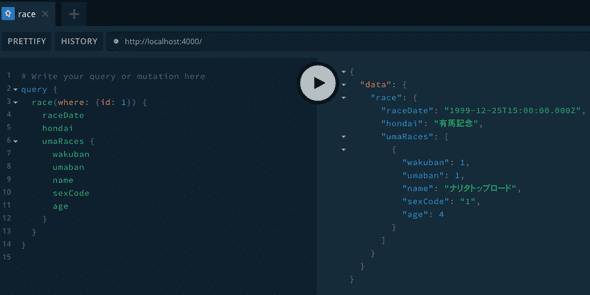 race
PRETTIFY
HISTORY
http://localhost:4000/
1 # Write your query or mutation here
2 query {
3 race(where: {id: 1}) {
4 raceDate
5 hondai
6 umaRaces {
7 wakuban
8 umaban
9 name
10 sexCode
11 age
12 }
13 }
14 }
15
{
"data": {
"race": {
"raceDate": "1999-12-25T15:00:00.000Z",
"hondai": "有馬記念",
"umaRaces": [
{
"wakuban": 1,
"umaban": 1,
"name": "ナリタトップロード",
"sexCode": "1",
"age": 4
}
]
}
}
}